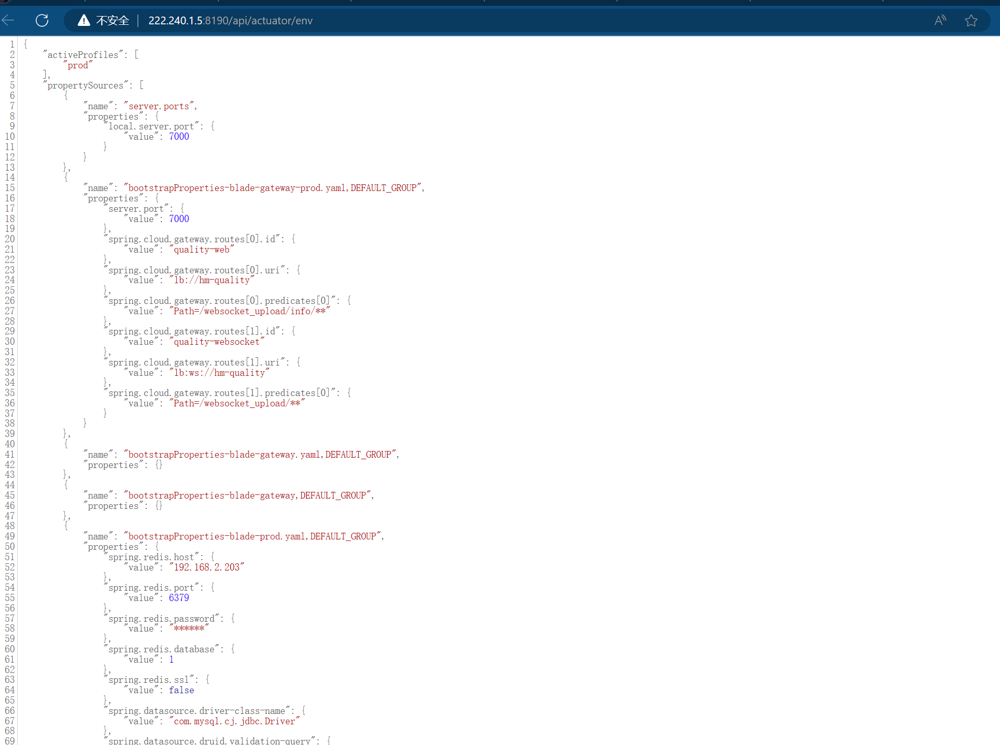 不安全 222.240.1.5:8190/api/actuator/env
1 {
2 "activeProfiles": [
3 "prod"
4 ],
5 "propertySources": [
6 {
7 "name": "server.ports",
8 "properties": {
9 "local.server.port": {
10 "value": 7000
11 }
12 }
13 },
14 {
15 "name": "bootstrapProperties-blade-gateway-prod.yaml,DEFAULT_GROUP",
16 "properties": {
17 "server.port": {
18 "value": 7000
19 },
20 "spring.cloud.gateway.routes[0].id": {
21 "value": "quality-web"
22 },
23 "spring.cloud.gateway.routes[0].uri": {
24 "value": "lb://hm-quality"
25 },
26 "spring.cloud.gateway.routes[0].predicates[0]": {
27 "value": "Path=/websocket_upload/info/**"
28 },
29 "spring.cloud.gateway.routes[1].id": {
30 "value": "quality-websocket"
31 },
32 "spring.cloud.gateway.routes[1].uri": {
33 "value": "lb:ws://hm-quality"
34 },
35 "spring.cloud.gateway.routes[1].predicates[0]": {
36 "value": "Path=/websocket_upload/**"
37 }
38 }
39 },
40 {
41 "name": "bootstrapProperties-blade-gateway.yaml,DEFAULT_GROUP",
42 "properties": {}
43 },
44 {
45 "name": "bootstrapProperties-blade-gateway,DEFAULT_GROUP",
46 "properties": {}
47 },
48 {
49 "name": "bootstrapProperties-blade-prod.yaml,DEFAULT_GROUP",
50 "properties": {
51 "spring.redis.host": {
52 "value": "192.168.2.203"
53 },
54 "spring.redis.port": {
55 "value": 6379
56 },
57 "spring.redis.password": {
58 "value": "******"
59 },
60 "spring.redis.database": {
61 "value": 1
62 },
63 "spring.redis.ssl": {
64 "value": false
65 },
66 "spring.datasource.driver-class-name": {
67 "value": "com.mysql.cj.jdbc.Driver"
68 },
69 "spring.datasource.druid.validation-query": {